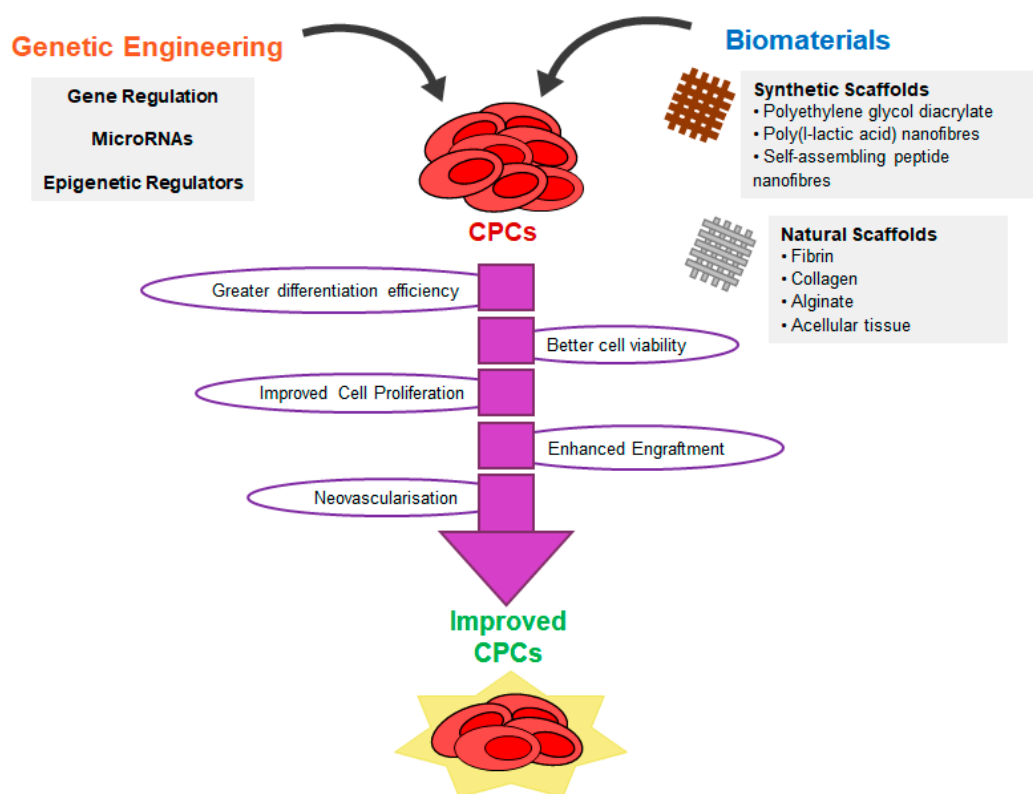 Genetic Engineering
Gene Regulation
MicroRNAs
Epigenetic Regulators
Biomaterials
Synthetic Scaffolds
• Polyethylene glycol diacrylate
• Poly(l-lactic acid) nanofibres
• Self-assembling peptide
nanofibres
Natural Scaffolds
• Fibrin
• Collagen
• Alginate
• Acellular tissue
CPCs
Greater differentiation efficiency
Better cell viability
Improved Cell Proliferation
Enhanced Engraftment
Neovascularisation
Improved
CPCs